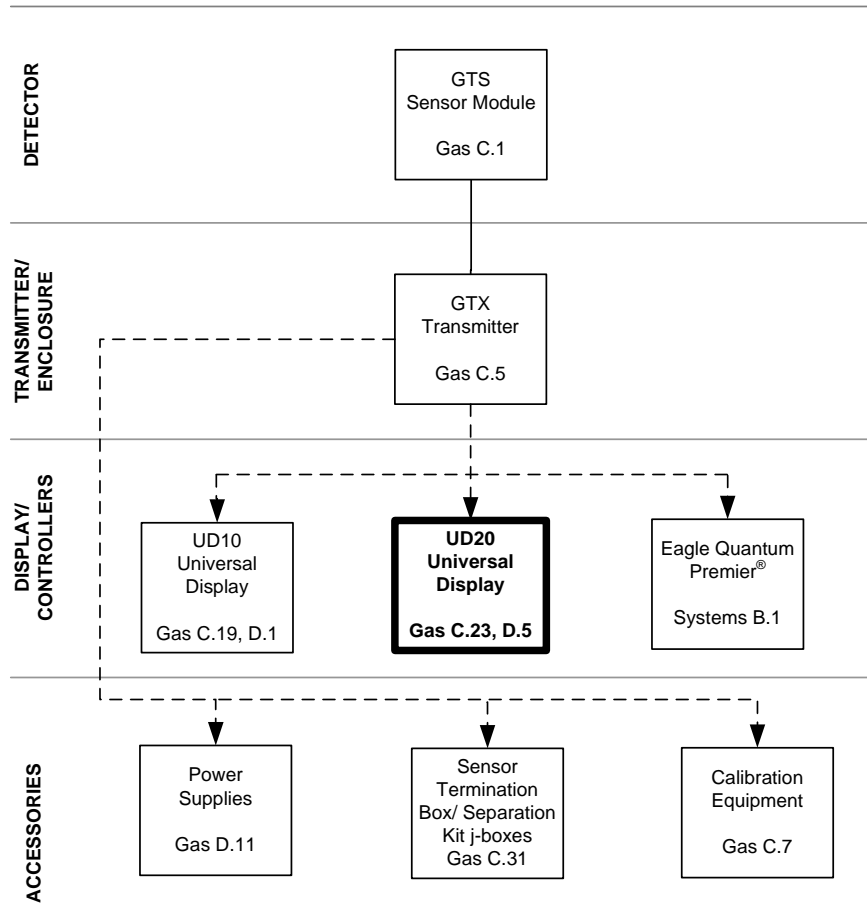 DETECTOR
GTS
Sensor Module
Gas C.1
TRANSMITTER/
ENCLOSURE
GTX
Transmitter
Gas C.5
DISPLAY/
CONTROLLERS
UD10
Universal
Display
Gas C.19, D.1
UD20
Universal
Display
Gas C.23, D.5
Eagle Quantum
Premier®
Systems B.1
ACCESSORIES
Power
Supplies
Gas D.11
Sensor
Termination
Box/ Separation
Kit j-boxes
Gas C.31
Calibration
Equipment
Gas C.7